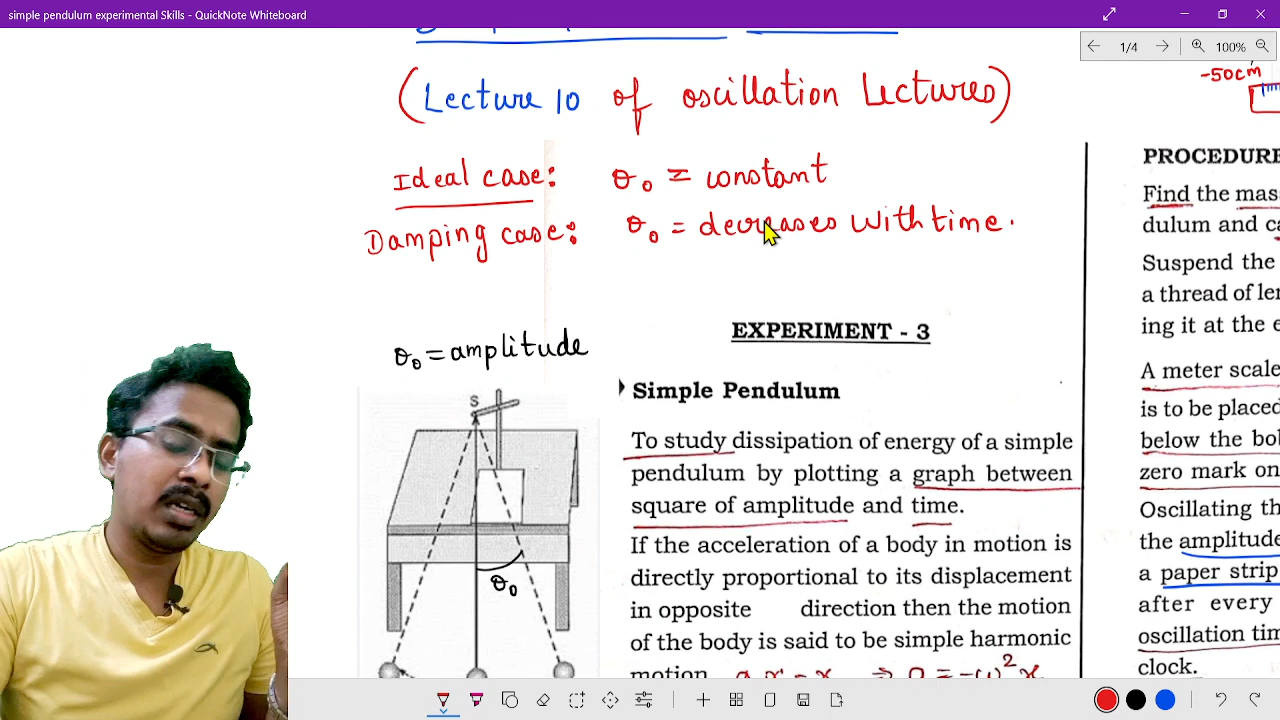 simple pendulum experimental Skills - QuickNote Whiteboard
1/4
100%
-50cm
(Lecture 10 of oscillation Lectures)
Ideal case: θ₀ = constant
Damping case: θ₀ = decreases with time.
θ₀ = amplitude
S
θ₀
EXPERIMENT - 3
Simple Pendulum
To study dissipation of energy of a simple
pendulum by plotting a graph between
square of amplitude and time.
If the acceleration of a body in motion is
directly proportional to its displacement
in opposite direction then the motion
of the body is said to be simple harmonic
motion a ∝ - x ⇒ a = -ω²x
PROCEDURE
Find the mas
dulum and ca
Suspend the
a thread of le
ing it at the e
A meter scale
is to be place
below the bo
zero mark on
Oscillating th
the amplitude
a paper strip
after every
oscillation tim
clock.